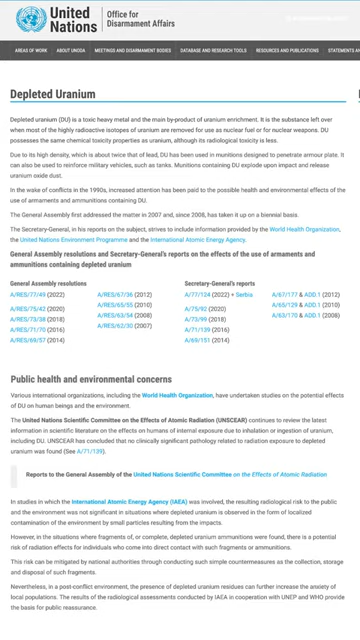 United Nations
Office for
Disarmament Affairs
AREAS OF WORK
ABOUT UNODA
MEETINGS AND DISARMAMENT BODIES
DATABASE AND RESEARCH TOOLS
RESOURCES AND PUBLICATIONS
STATEMENTS AN
Depleted Uranium
Depleted uranium (DU) is a toxic heavy metal and the main by-product of uranium enrichment. It is the substance left over
when most of the highly radioactive isotopes of uranium are removed for use as nuclear fuel or for nuclear weapons. DU
possesses the same chemical toxicity properties as uranium, although its radiological toxicity is less.
Due to its high density, which is about twice that of lead, DU has been used in munitions designed to penetrate armour plate. It
can also be used to reinforce military vehicles, such as tanks. Munitions containing DU explode upon impact and release
uranium oxide dust.
In the wake of conflicts in the 1990s, increased attention has been paid to the possible health and environmental effects of the
use of armaments and ammunitions containing DU.
The General Assembly first addressed the matter in 2007 and, since 2008, has taken it up on a biennial basis.
The Secretary-General, in his reports on the subject, strives to include information provided by the World Health Organization,
the United Nations Environment Programme and the International Atomic Energy Agency.
General Assembly resolutions and Secretary-General's reports on the effects of the use of armaments and
ammunitions containing depleted uranium
General Assembly resolutions
Secretary-General's reports
A/RES/77/49 (2022)
A/RES/67/36 (2012)
A/77/124 (2022) + Serbia
A/67/177 & ADD.1 (2012)
A/RES/75/42 (2020)
A/RES/65/55 (2010)
A/75/92 (2020)
A/65/129 & ADD.1 (2010)
A/RES/73/38 (2018)
A/RES/63/54 (2008)
A/73/99 (2018)
A/63/170 & ADD.1 (2008)
A/RES/71/70 (2016)
A/RES/62/30 (2007)
A/71/139 (2016)
A/RES/69/57 (2014)
A/69/151 (2014)
Public health and environmental concerns
Various international organizations, including the World Health Organization, have undertaken studies on the potential effects
of DU on human beings and the environment.
The United Nations Scientific Committee on the Effects of Atomic Radiation (UNSCEAR) continues to review the latest
information in scientific literature on the effects on humans of internal exposure due to inhalation or ingestion of uranium,
including DU. UNSCEAR has concluded that no clinically significant pathology related to radiation exposure to depleted
uranium was found (See A/71/139).
Reports to the General Assembly of the United Nations Scientific Committee on the Effects of Atomic Radiation
In studies in which the International Atomic Energy Agency (IAEA) was involved, the resulting radiological risk to the public
and the environment was not significant in situations where depleted uranium is observed in the form of localized
contamination of the environment by small particles resulting from the impacts.
However, in the situations where fragments of, or complete, depleted uranium ammunitions were found, there is a potential
risk of radiation effects for individuals who come into direct contact with such fragments or ammunitions.
This risk can be mitigated by national authorities through conducting such simple countermeasures as the collection, storage
and disposal of such fragments.
Nevertheless, in a post-conflict environment, the presence of depleted uranium residues can further increase the anxiety of
local populations. The results of the radiological assessments conducted by IAEA in cooperation with UNEP and WHO provide
the basis for public reassurance.